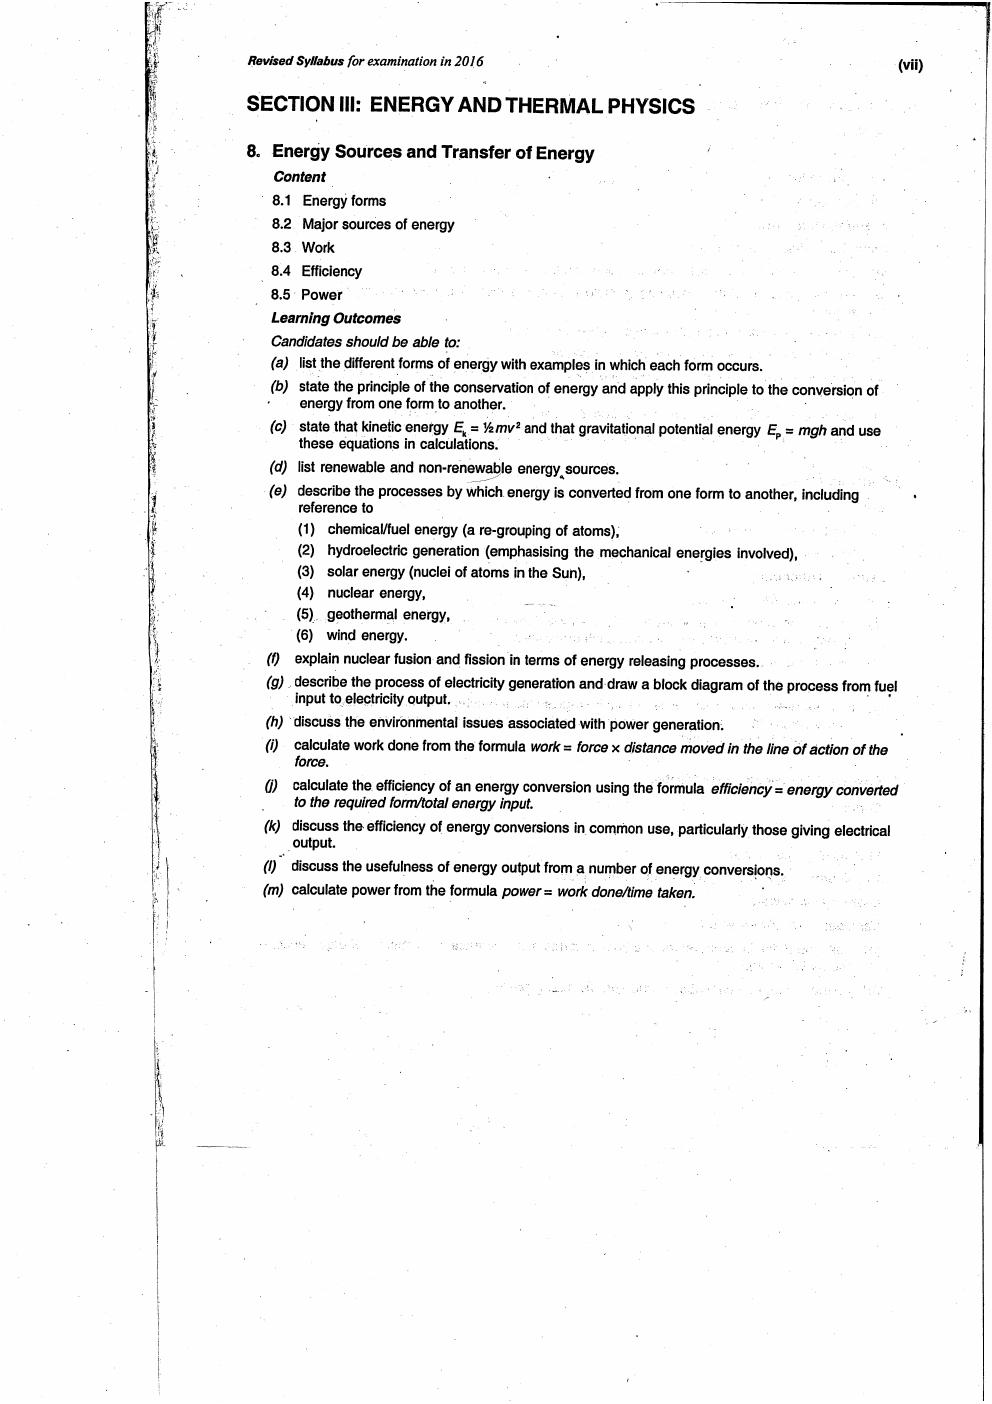 Revised Syllabus for examination in 2016
(vii)
SECTION III: ENERGY AND THERMAL PHYSICS
8. Energy Sources and Transfer of Energy
Content
8.1 Energy forms
8.2 Major sources of energy
8.3 Work
8.4 Efficiency
8.5 Power
Learning Outcomes
Candidates should be able to:
(a) list the different forms of energy with examples in which each form occurs.
(b) state the principle of the conservation of energy and apply this principle to the conversion of
energy from one form to another.
(c) state that kinetic energy Eₖ = ½mv² and that gravitational potential energy Eₚ = mgh and use
these equations in calculations.
(d) list renewable and non-renewable energy sources.
(e) describe the processes by which energy is converted from one form to another, including
reference to
(1) chemical/fuel energy (a re-grouping of atoms),
(2) hydroelectric generation (emphasising the mechanical energies involved),
(3) solar energy (nuclei of atoms in the Sun),
(4) nuclear energy,
(5) geothermal energy,
(6) wind energy.
(f) explain nuclear fusion and fission in terms of energy releasing processes.
(g) describe the process of electricity generation and draw a block diagram of the process from fuel
input to electricity output.
(h) discuss the environmental issues associated with power generation.
(i) calculate work done from the formula work = force x distance moved in the line of action of the
force.
(j) calculate the efficiency of an energy conversion using the formula efficiency = energy converted
to the required form/total energy input.
(k) discuss the efficiency of energy conversions in common use, particularly those giving electrical
output.
(l) discuss the usefulness of energy output from a number of energy conversions.
(m) calculate power from the formula power = work done/time taken.